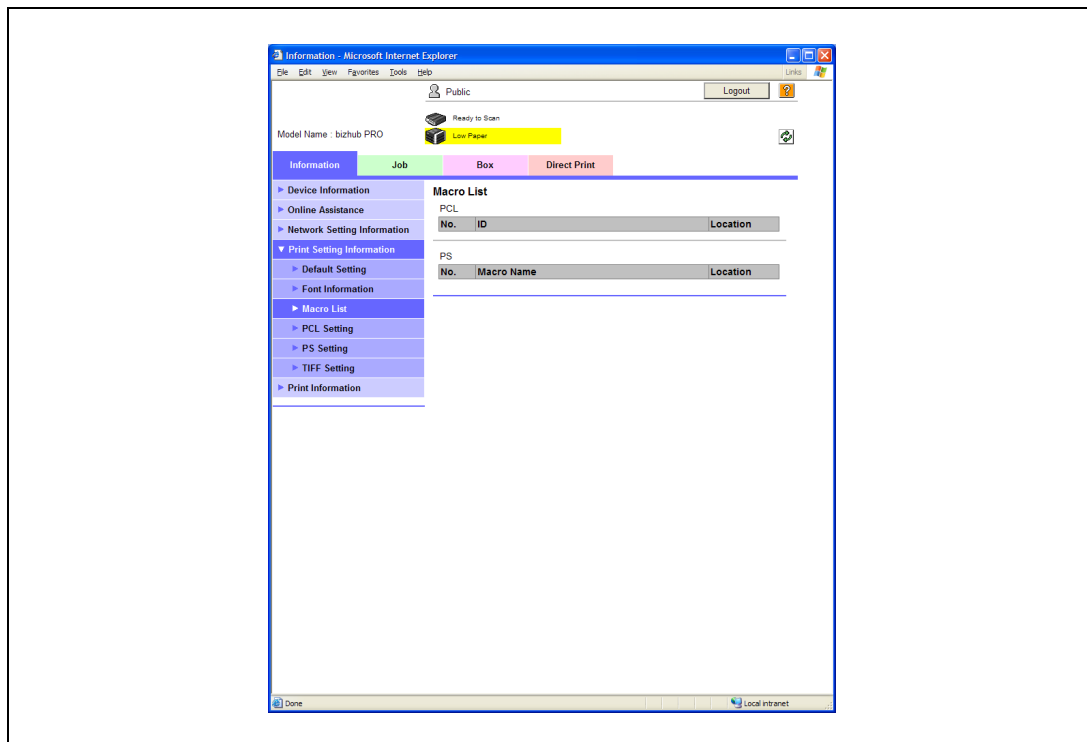 Information - Microsoft Internet Explorer
File Edit View Favorites Tools Help Links
Public Logout ?
Ready to Scan
Model Name : bizhub PRO Low Paper
Information Job Box Direct Print
Device Information
Online Assistance
Network Setting Information
Print Setting Information
Default Setting
Font Information
Macro List
PCL Setting
PS Setting
TIFF Setting
Print Information
Macro List
PCL
No. ID Location
PS
No. Macro Name Location
Done Local intranet